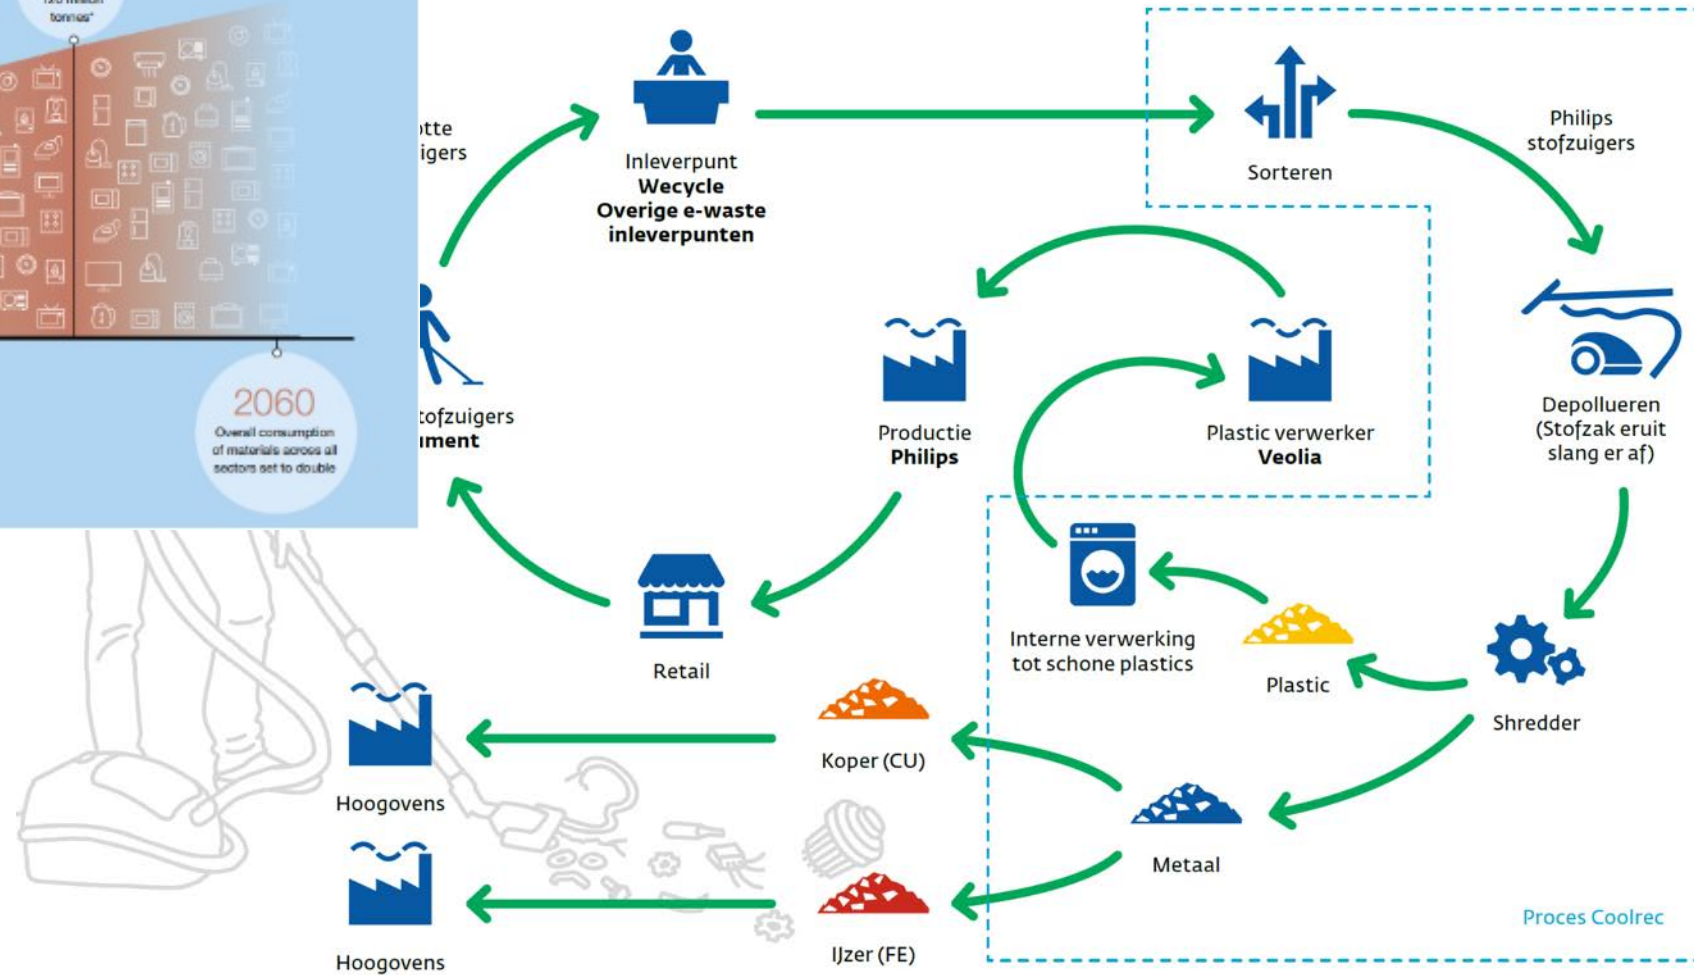 tonnes*
2060
Overall consumption
of materials across all
sectors set to double
Inleverpunt
Wecycle
Overige e-waste
inleverpunten
Sorteren
Philips
stofzuigers
Depollueren
(Stofzak eruit
slang er af)
Productie
Philips
Plastic verwerker
Veolia
Retail
Interne verwerking
tot schone plastics
Plastic
Shredder
Koper (CU)
Hoogovens
Metaal
IJzer (FE)
Hoogovens
Proces Coolrec